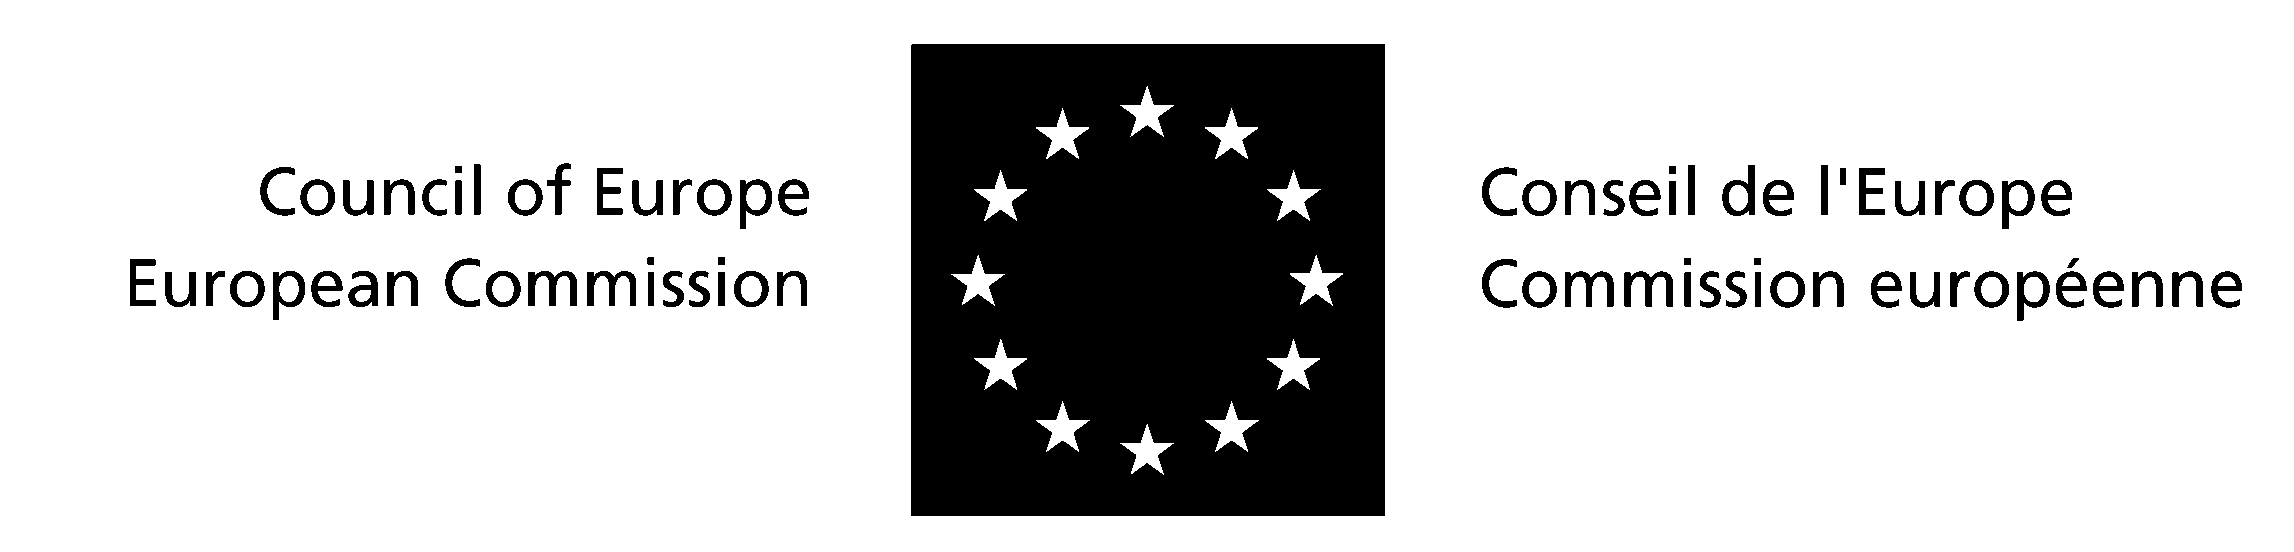 Council of Europe
European Commission
Conseil de l'Europe
Commission européenne